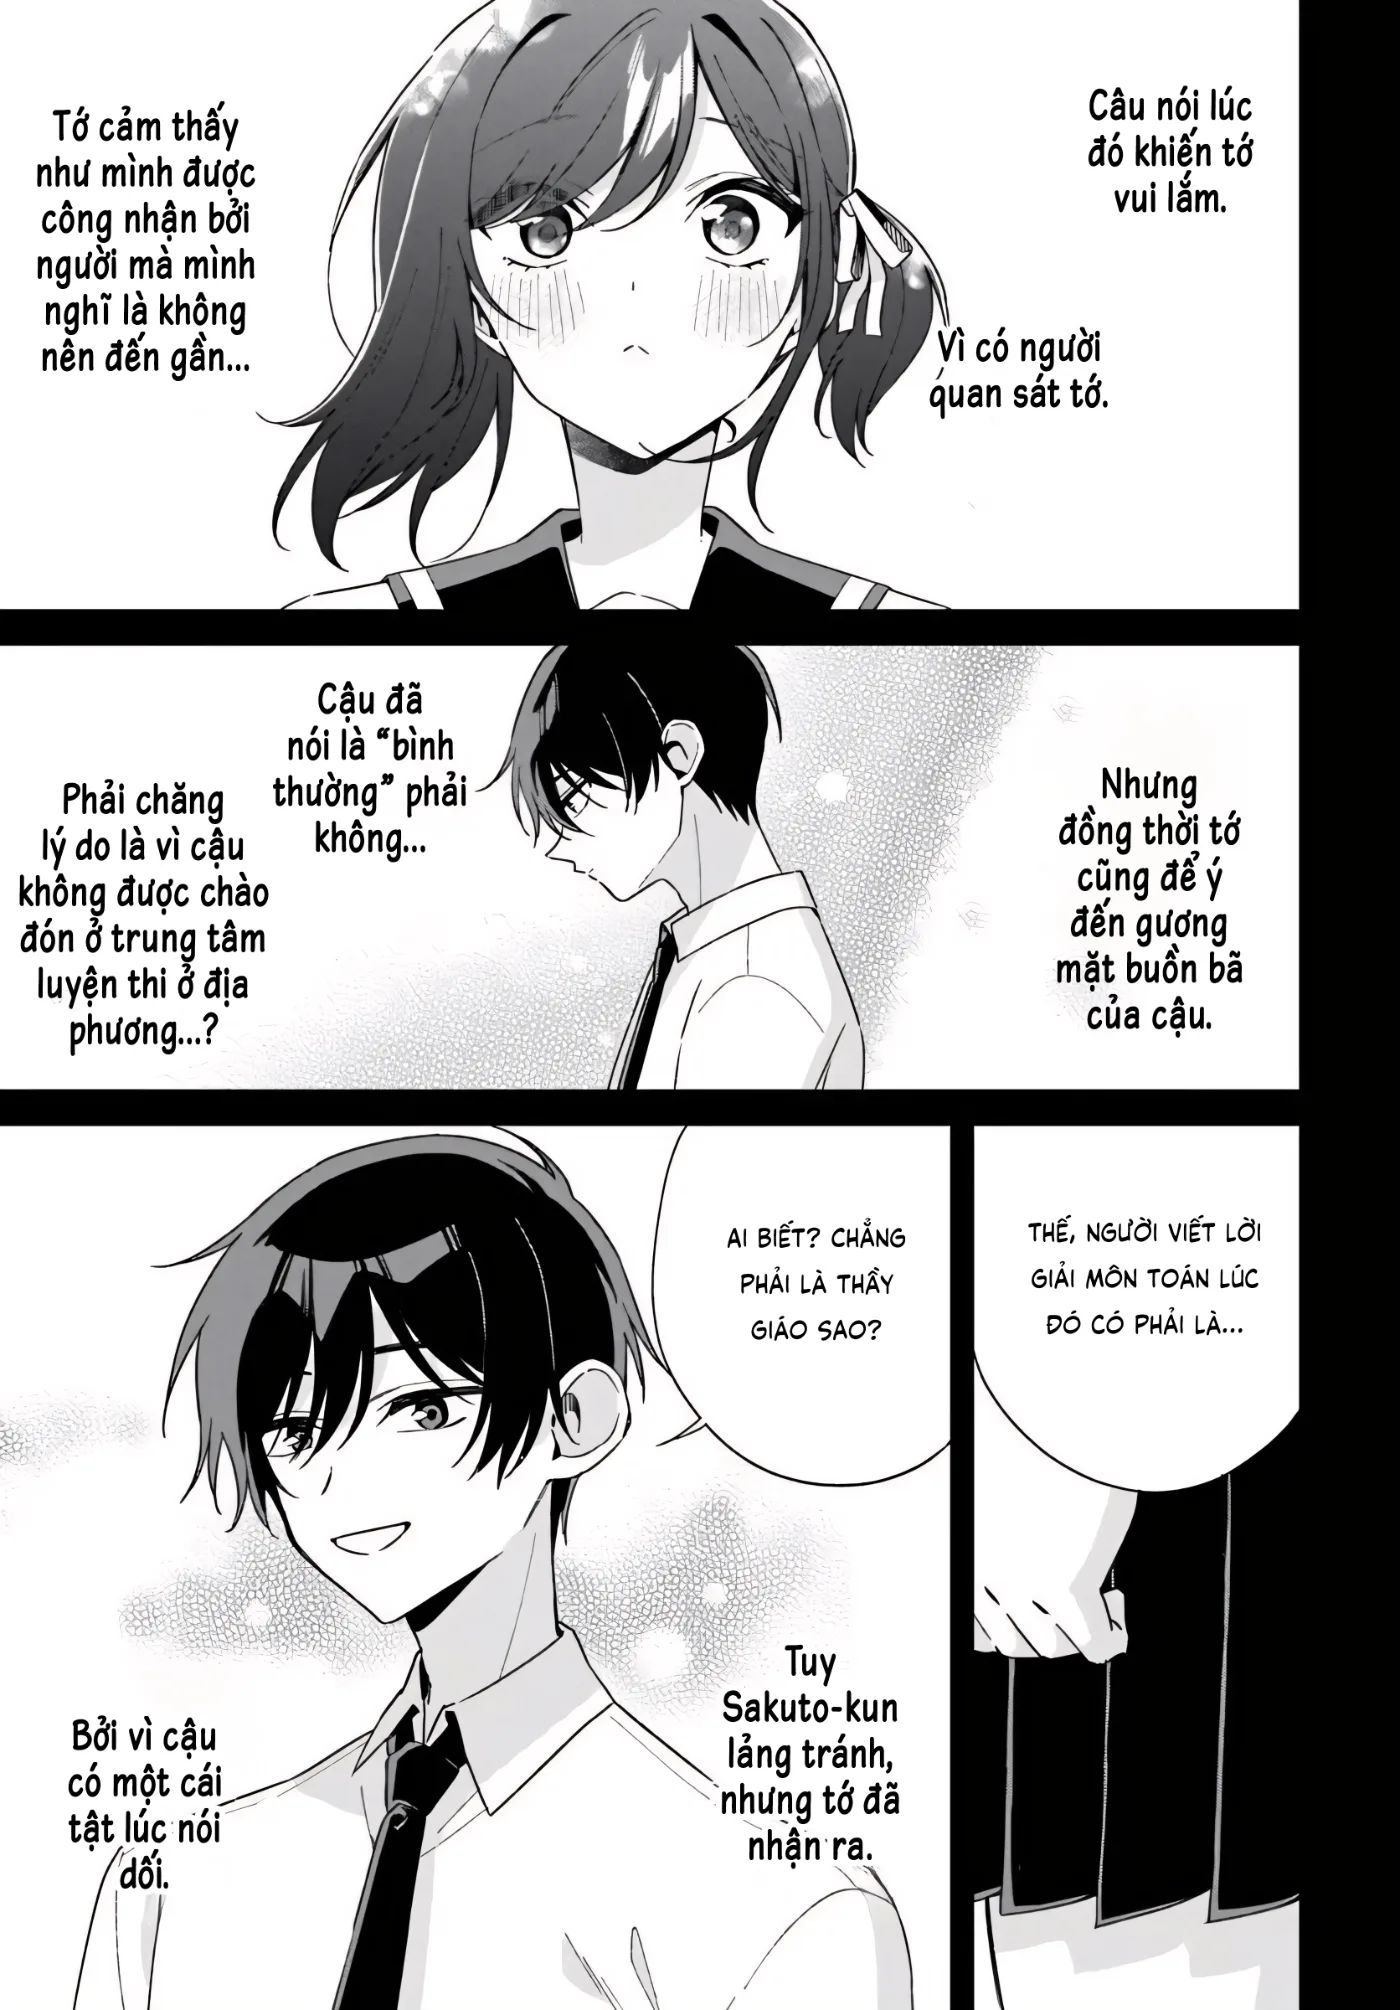 Câu nói lúc
đó khiến tớ
vui lắm.
Vì có người
quan sát tớ.
Tớ cảm thấy
như mình được
công nhận bởi
người mà mình
nghĩ là không
nên đến gần...
Nhưng
đồng thời tớ
cũng để ý
đến gương
mặt buồn bã
của cậu.
Cậu đã
nói là “bình
thường” phải
không...
Phải chăng
lý do là vì cậu
không được chào
đón ở trung tâm
luyện thi ở địa
phương...?
THẾ, NGƯỜI VIẾT LỜI
GIẢI MÔN TOÁN LÚC
ĐÓ CÓ PHẢI LÀ...
AI BIẾT? CHẲNG
PHẢI LÀ THẦY
GIÁO SAO?
Tuy
Sakuto-kun
lảng tránh,
nhưng tớ đã
nhận ra.
Bởi vì cậu
có một cái
tật lúc nói
dối.